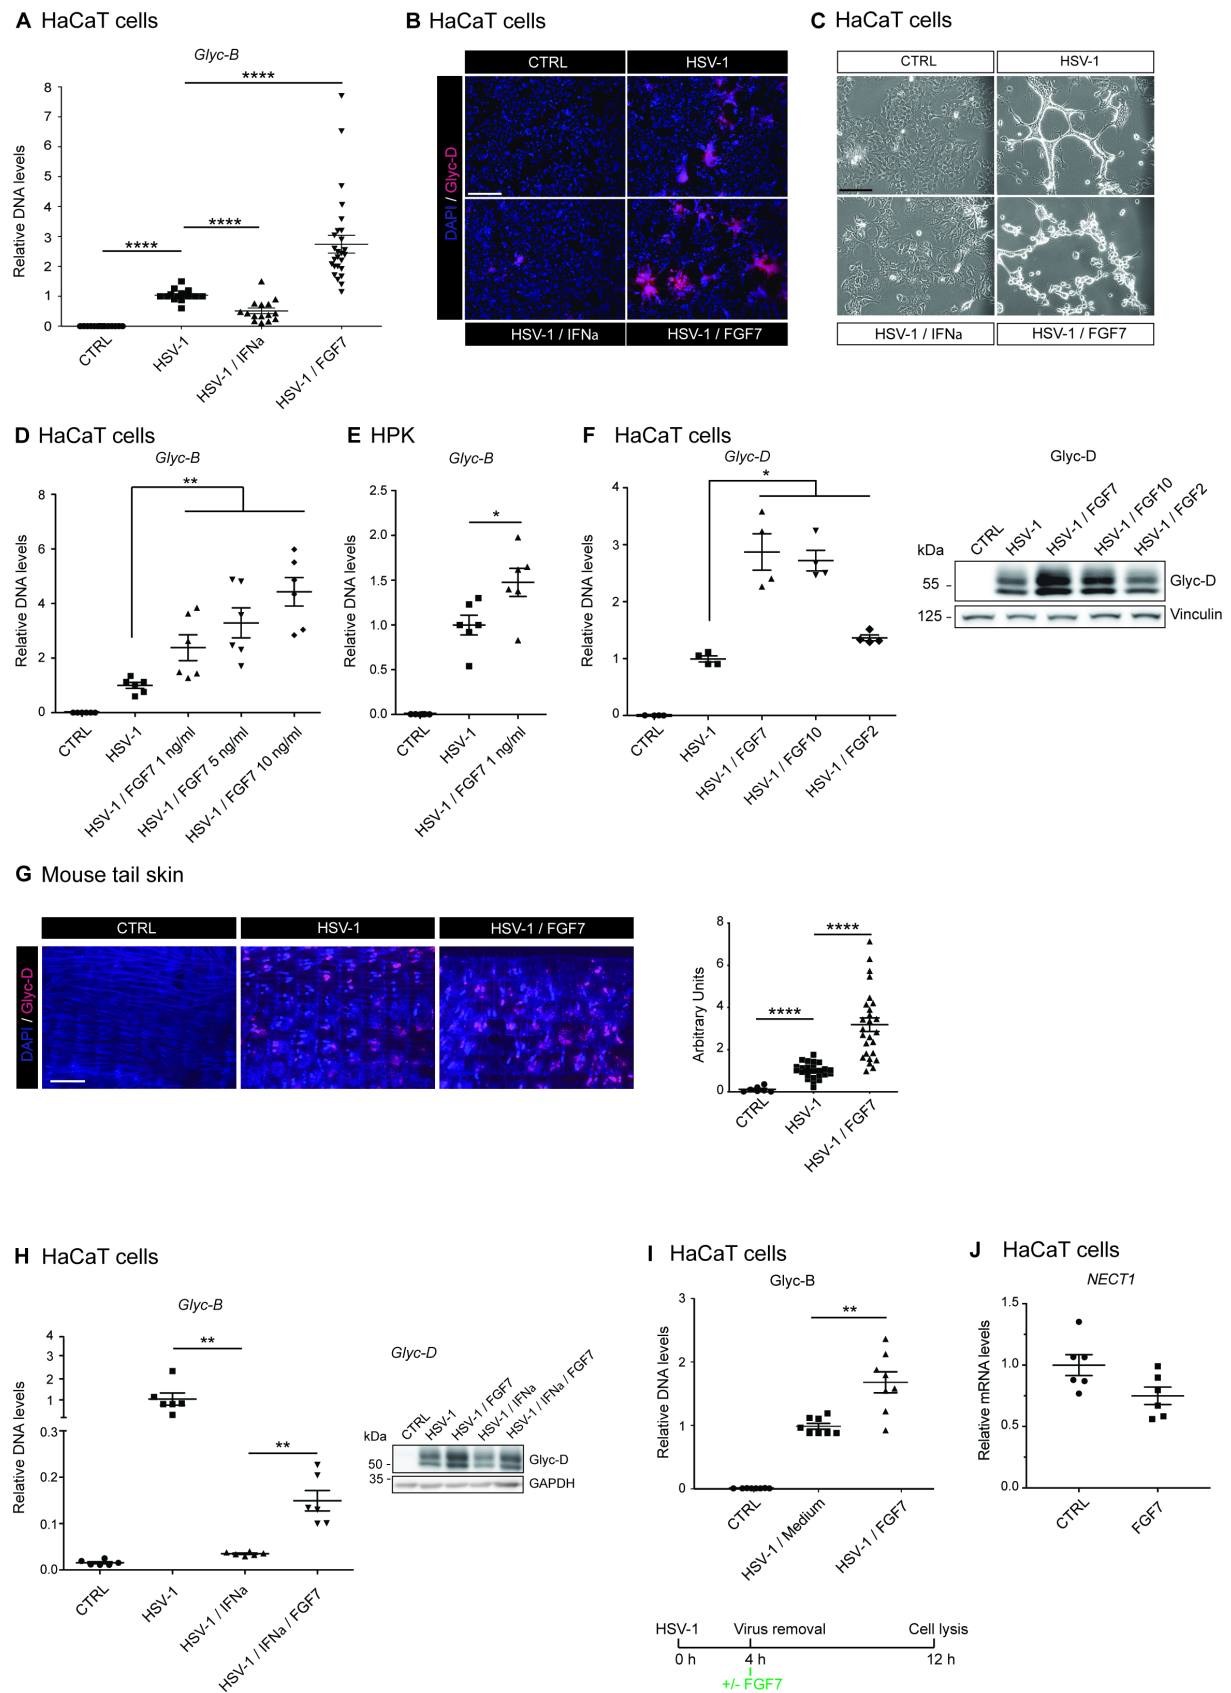 A HaCaT cells
Glyc-B
Relative DNA levels
8
7
6
5
4
3
2
1
0
****
****
****
CTRL
HSV-1
HSV-1 / IFNa
HSV-1 / FGF7
B HaCaT cells
DAPI / Glyc-D
CTRL
HSV-1
HSV-1 / IFNa
HSV-1 / FGF7
C HaCaT cells
CTRL
HSV-1
HSV-1 / IFNa
HSV-1 / FGF7
D HaCaT cells
Glyc-B
Relative DNA levels
8
6
4
2
0
**
CTRL
HSV-1
HSV-1 / FGF7 1 ng/ml
HSV-1 / FGF7 5 ng/ml
HSV-1 / FGF7 10 ng/ml
E HPK
Glyc-B
Relative DNA levels
2.5
2.0
1.5
1.0
0.5
0.0
*
CTRL
HSV-1
HSV-1 / FGF7 1 ng/ml
F HaCaT cells
Glyc-D
Relative DNA levels
4
3
2
1
0
*
CTRL
HSV-1
HSV-1 / FGF7
HSV-1 / FGF10
HSV-1 / FGF2
Glyc-D
kDa
CTRL
HSV-1
HSV-1 / FGF7
HSV-1 / FGF10
HSV-1 / FGF2
55 - Glyc-D
125 - Vinculin
G Mouse tail skin
DAPI / Glyc-D
CTRL
HSV-1
HSV-1 / FGF7
Arbitrary Units
8
6
4
2
0
****
****
CTRL
HSV-1
HSV-1 / FGF7
H HaCaT cells
Glyc-B
Relative DNA levels
4
3
2
1
0.3
0.2
0.1
0.0
**
**
CTRL
HSV-1
HSV-1 / IFNa
HSV-1 / IFNa / FGF7
Glyc-D
kDa
CTRL
HSV-1
HSV-1 / FGF7
HSV-1 / IFNa
HSV-1 / IFNa / FGF7
50 - Glyc-D
35 - GAPDH
I HaCaT cells
Glyc-B
Relative DNA levels
3
2
1
0
**
CTRL
HSV-1 / Medium
HSV-1 / FGF7
HSV-1 Virus removal Cell lysis
0 h 4 h 12 h
+/- FGF7
J HaCaT cells
NECT1
Relative mRNA levels
1.5
1.0
0.5
0.0
CTRL
FGF7